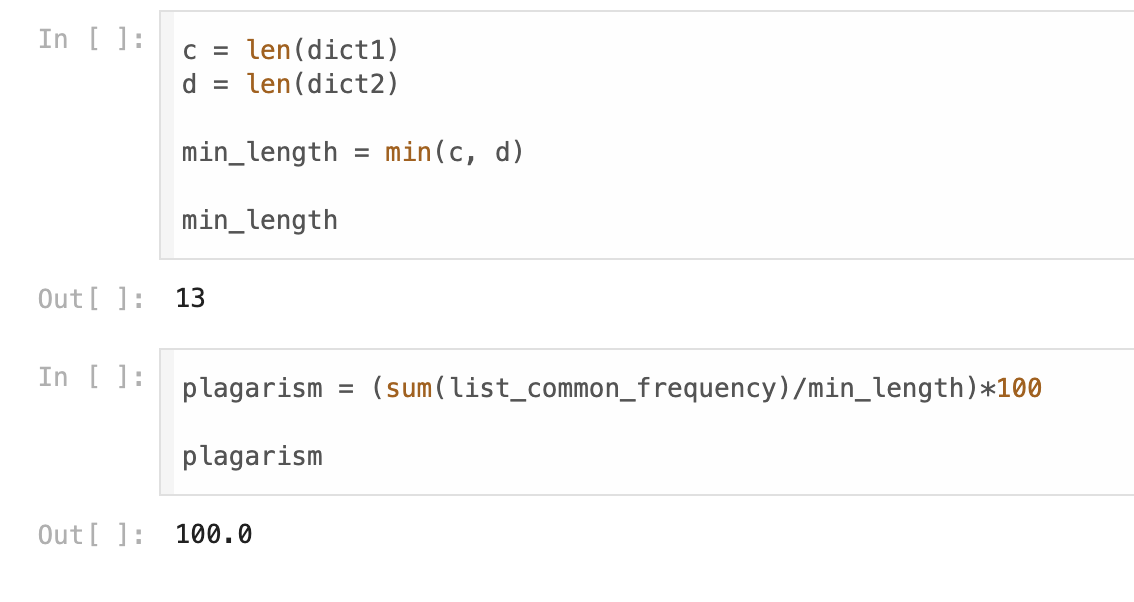 In [ ]:
c = len(dict1)
d = len(dict2)
min_length = min(c, d)
min_length
Out[ ]: 13
In [ ]:
plagarism = (sum(list_common_frequency)/min_length)*100
plagarism
Out[ ]: 100.0